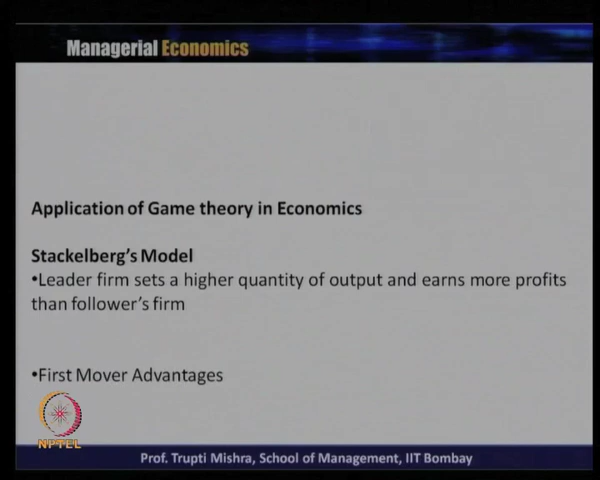 Managerial Economics
Application of Game theory in Economics
Stackelberg's Model
•Leader firm sets a higher quantity of output and earns more profits
than follower's firm
•First Mover Advantages
NPTEL
Prof. Trupti Mishra, School of Management, IIT Bombay